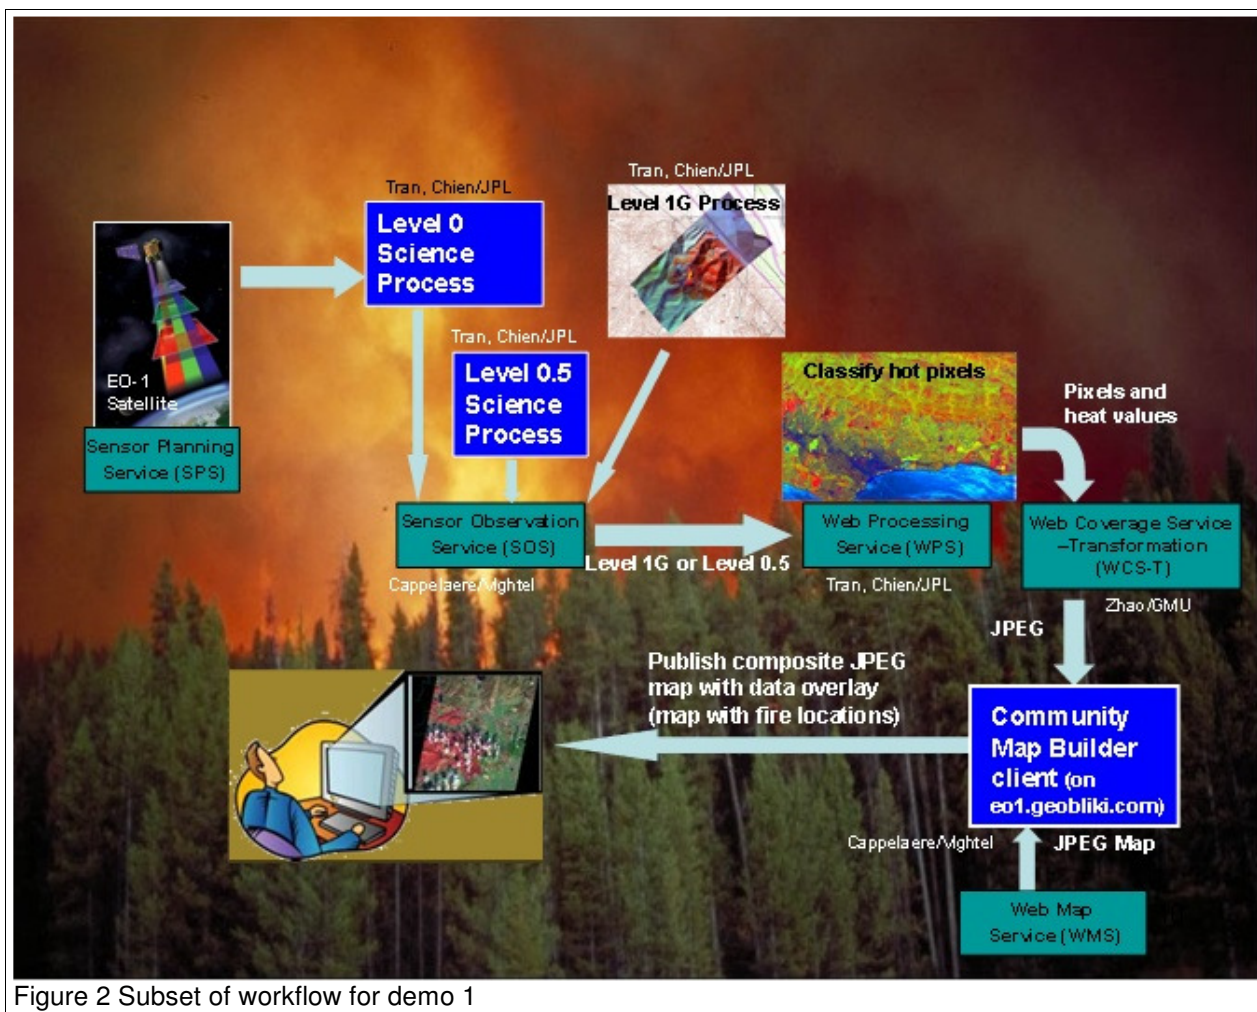 Tran, Chien/JPL
Level 0
Science
Process
Tran, Chien/JPL
Level 1G Process
EO-1
Satellite
Sensor Planning
Service (SPS)
Tran, Chien/JPL
Level 0.5
Science
Process
Classify hot pixels
Pixels and
heat values
Sensor Observation
Service (SOS)
Cappelaere/Vightel
Level 1G or Level 0.5
Web Processing
Service (WPS)
Tran, Chien/JPL
Web Coverage Service
–Transformation
(WCS-T)
Zhao/GMU
JPEG
Publish composite JPEG
map with data overlay
(map with fire locations)
Community
Map Builder
client (on
eo1.geobliki.com)
Cappelaere/Vightel
JPEG Map
Web Map
Service (WMS)
Figure 2 Subset of workflow for demo 1